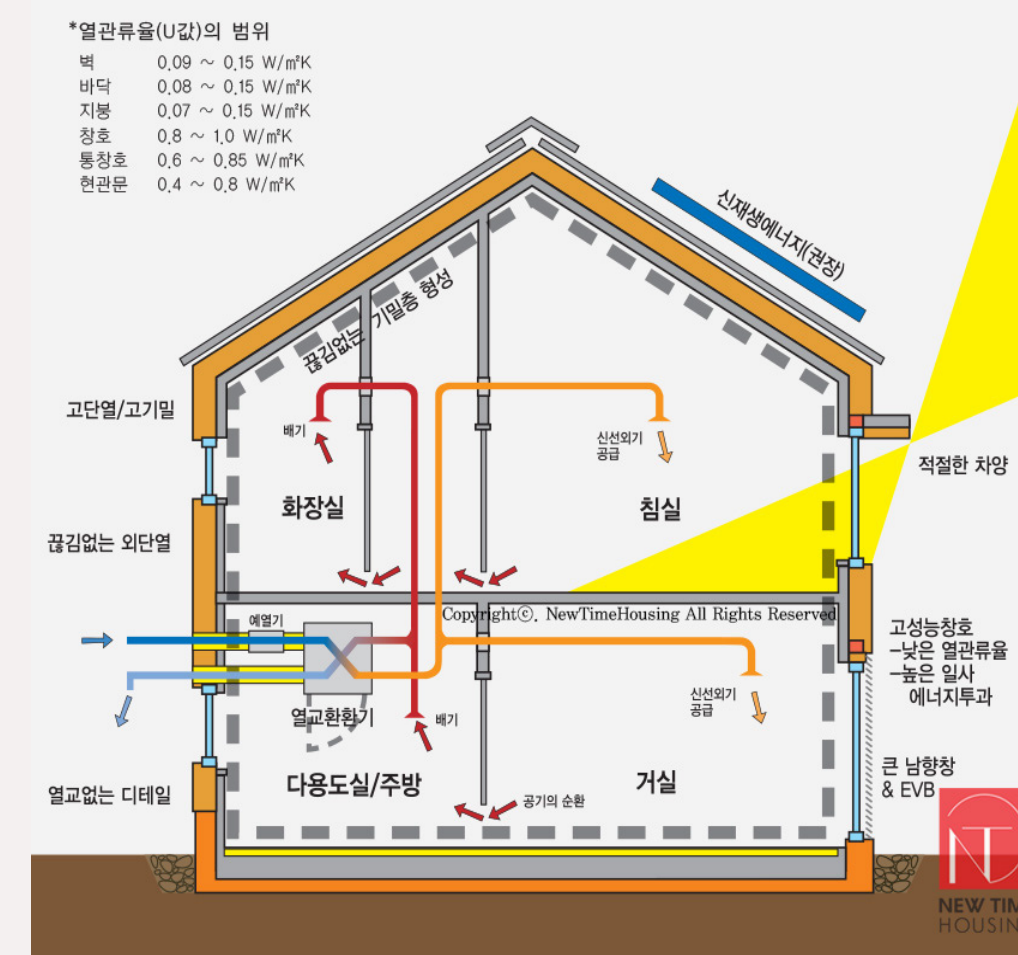 *열관류율(U값)의 범위
벽 0.09 ~ 0.15 W/㎡K
바닥 0.08 ~ 0.15 W/㎡K
지붕 0.07 ~ 0.15 W/㎡K
창호 0.8 ~ 1.0 W/㎡K
통창호 0.6 ~ 0.85 W/㎡K
현관문 0.4 ~ 0.8 W/㎡K
신재생에너지(권장)
끊김없는 기밀층 형성
고단열/고기밀
배기
신선외기
공급
적절한 차양
화장실
침실
끊김없는 외단열
Copyrightⓒ. NewTimeHousing All Rights Reserved
예열기
고성능창호
-낮은 열관류율
-높은 일사
에너지투과
신선외기
공급
열교환환기
배기
큰 남향창
& EVB
열교없는 디테일
다용도실/주방
거실
공기의 순환
NT
NEW TIM
HOUSIN